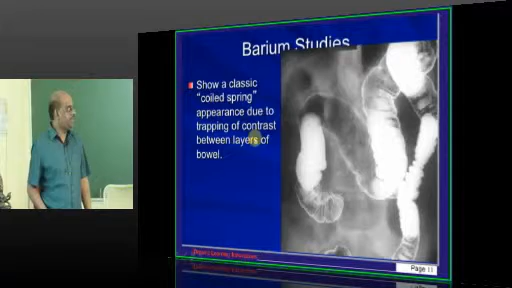 Barium Studies
Show a classic
"coiled spring"
appearance due to
trapping of contrast
between layers of
bowel.
Page 11